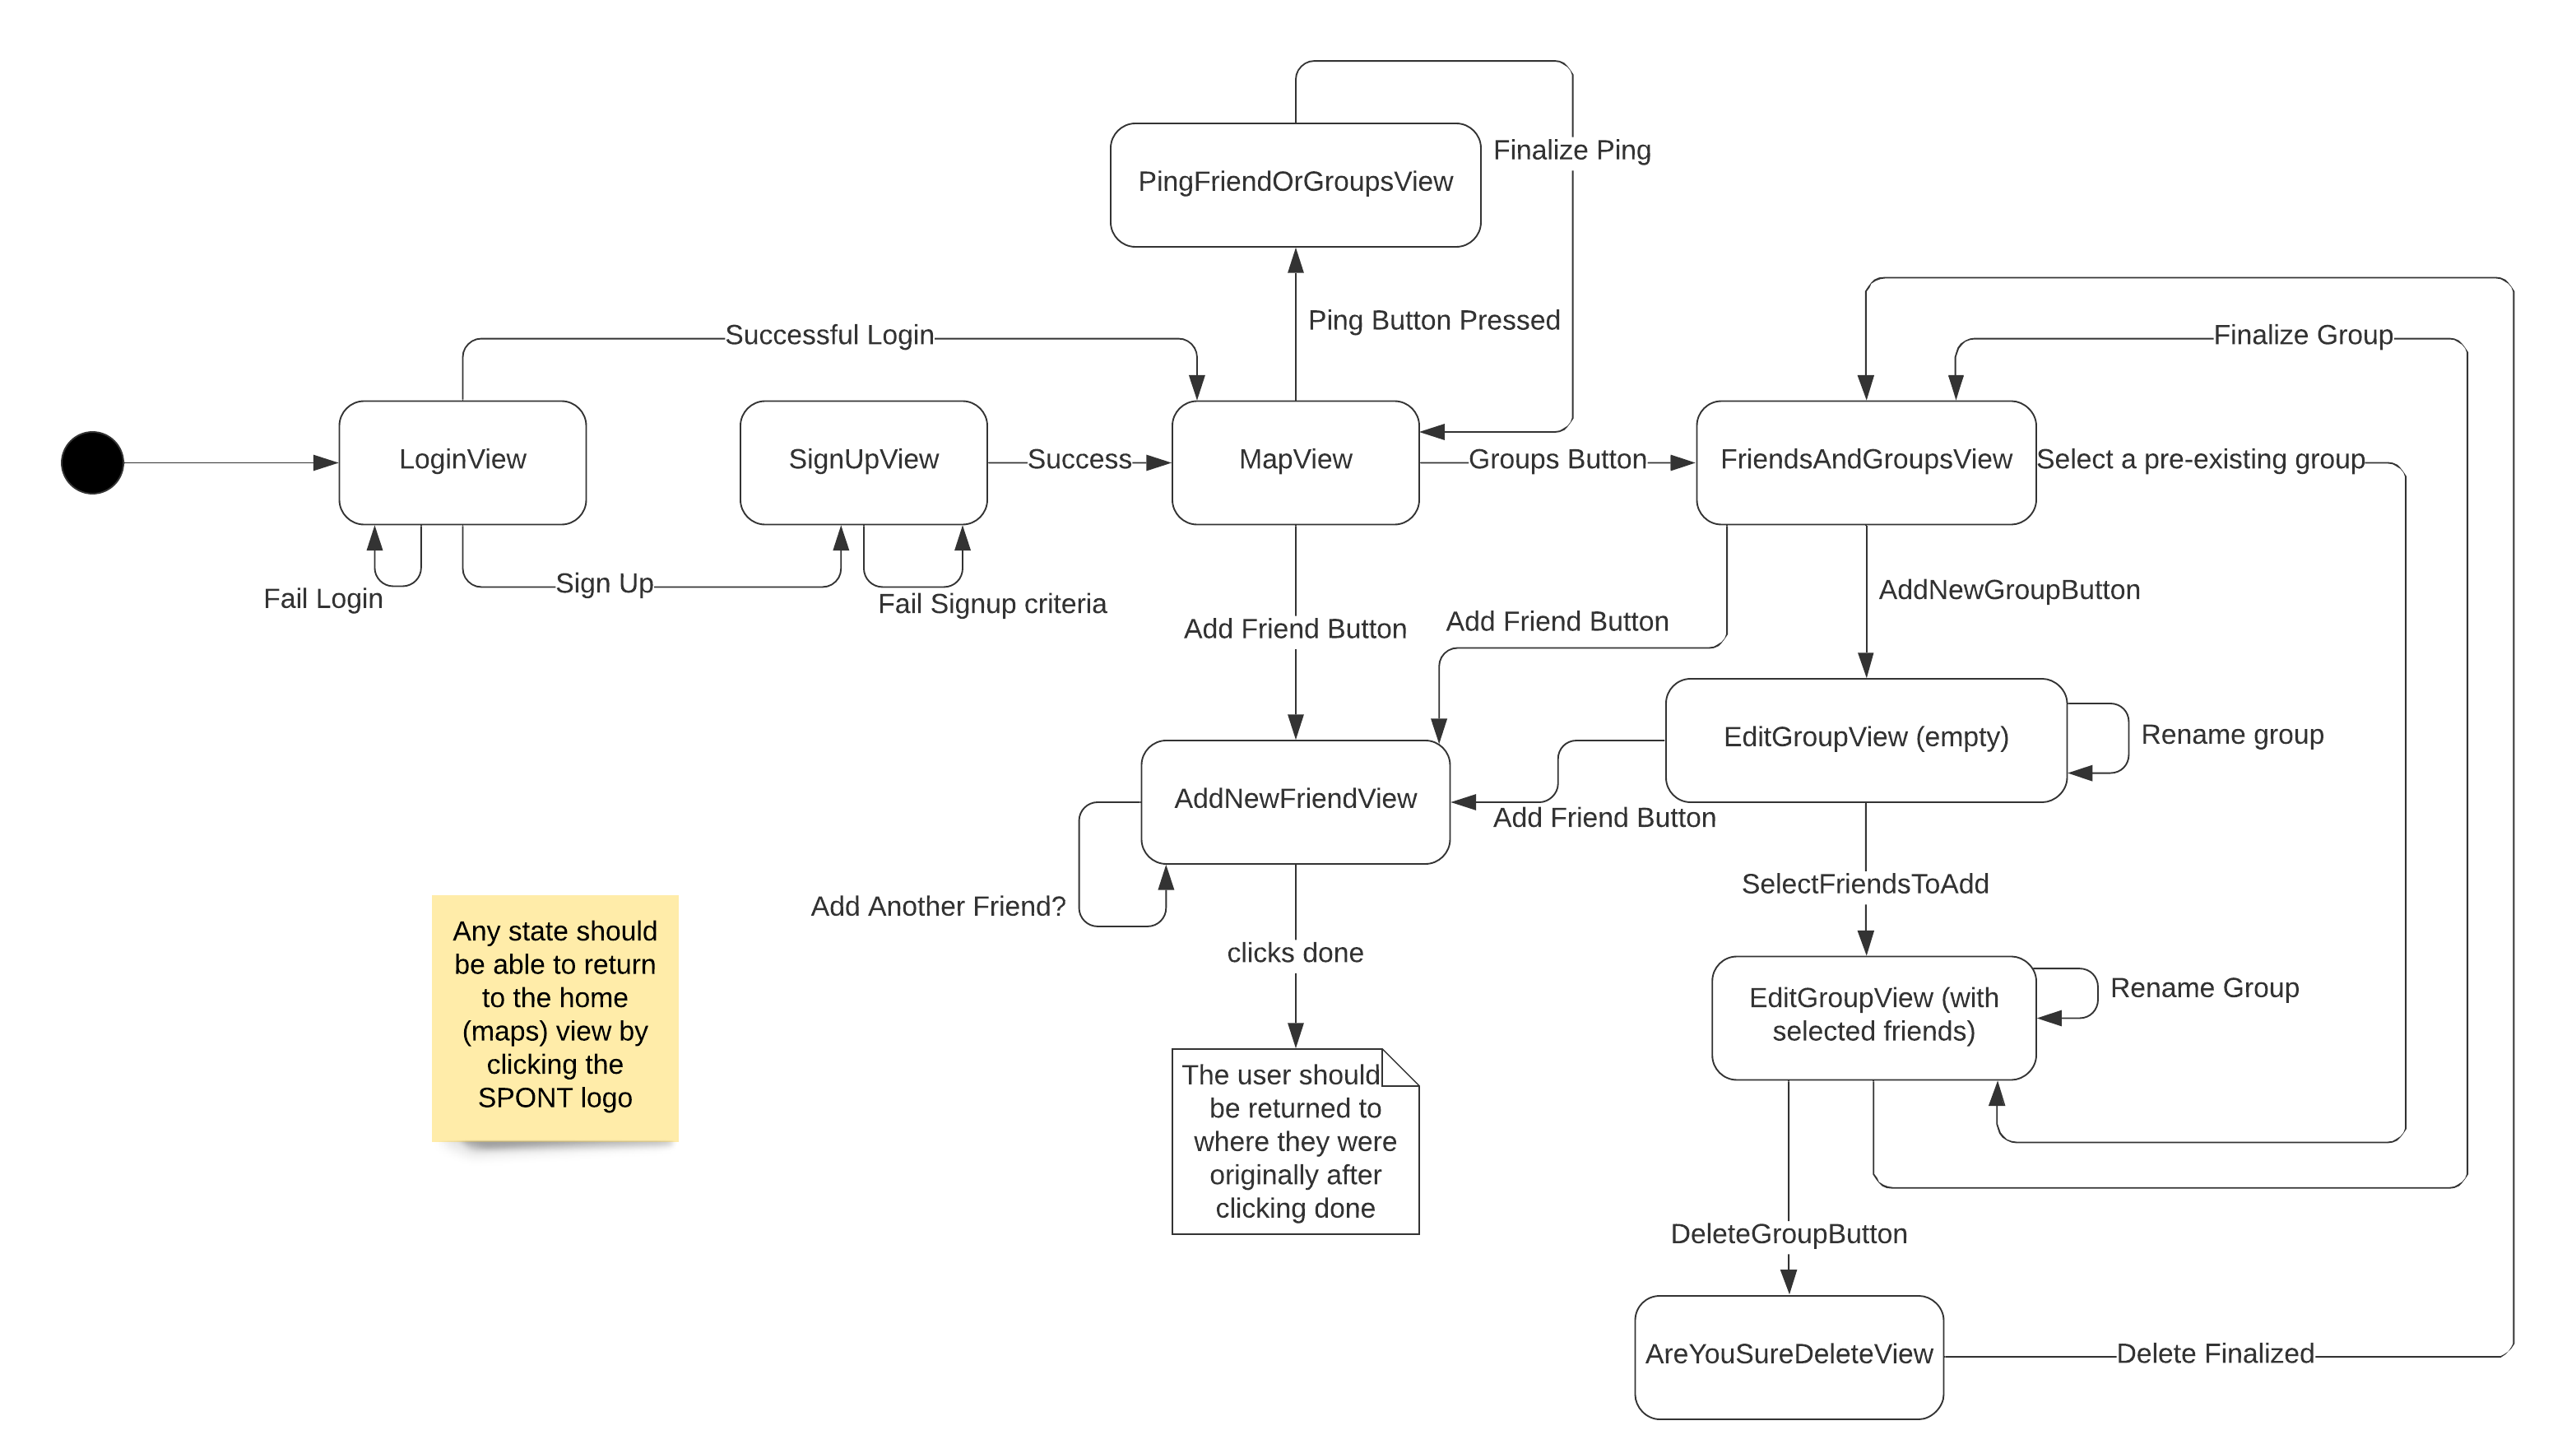 Finalize Ping
PingFriendOrGroupsView
Ping Button Pressed
Successful Login
Finalize Group
LoginView
SignUpView
Success
MapView
Groups Button
FriendsAndGroupsView
Select a pre-existing group
Fail Login
Sign Up
Fail Signup criteria
Add Friend Button
Add Friend Button
AddNewGroupButton
EditGroupView (empty)
Rename group
AddNewFriendView
Add Friend Button
SelectFriendsToAdd
Add Another Friend?
clicks done
Any state should
be able to return
to the home
(maps) view by
clicking the
SPONT logo
EditGroupView (with
selected friends)
Rename Group
The user should
be returned to
where they were
originally after
clicking done
DeleteGroupButton
AreYouSureDeleteView
Delete Finalized